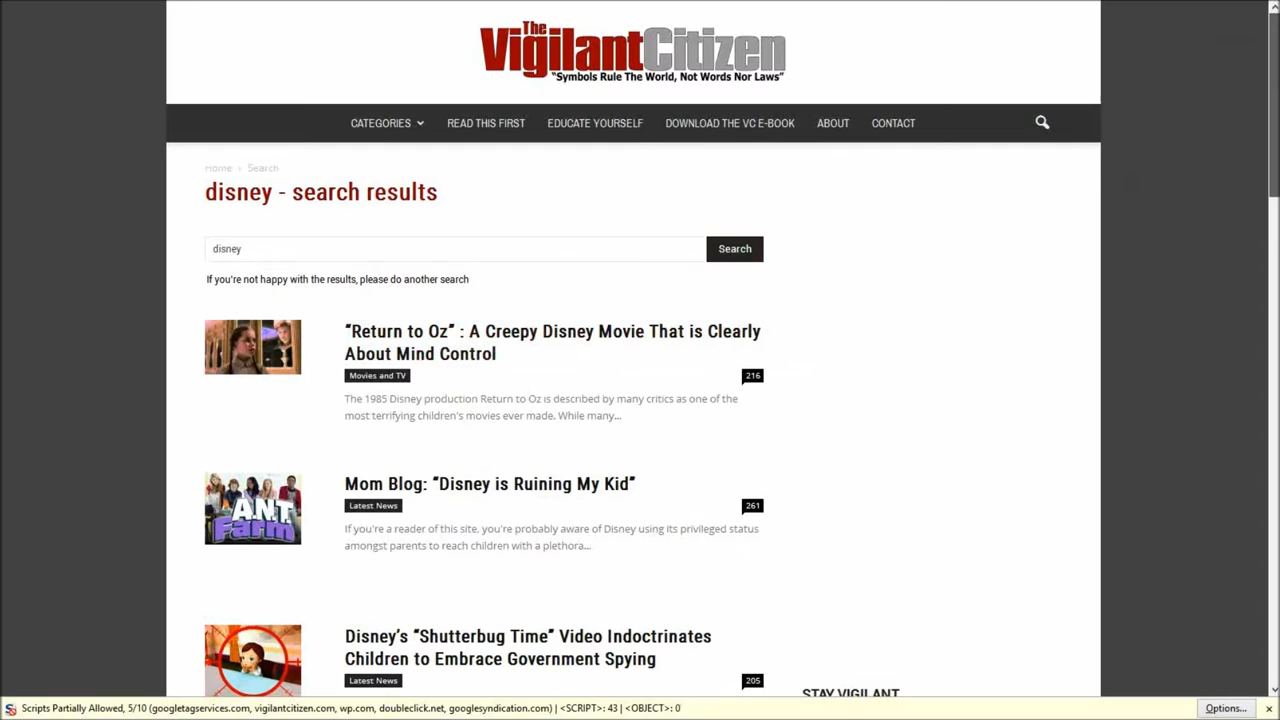 The
VigilantCitizen
"Symbols Rule The World, Not Words Nor Laws"
CATEGORIES READ THIS FIRST EDUCATE YOURSELF DOWNLOAD THE VC E-BOOK ABOUT CONTACT
Home › Search
disney - search results
disney Search
If you're not happy with the results, please do another search
“Return to Oz” : A Creepy Disney Movie That is Clearly
About Mind Control
Movies and TV 216
The 1985 Disney production Return to Oz is described by many critics as one of the
most terrifying children's movies ever made. While many...
A.N.T.
Farm
Mom Blog: “Disney is Ruining My Kid”
Latest News 261
If you're a reader of this site, you're probably aware of Disney using its privileged status
amongst parents to reach children with a plethora...
Disney’s “Shutterbug Time” Video Indoctrinates
Children to Embrace Government Spying
Latest News 205
STAY VIGILANT
Scripts Partially Allowed, 5/10 (googletagservices.com, vigilantcitizen.com, wp.com, doubleclick.net, googlesyndication.com) | <SCRIPT>: 43 | <OBJECT>: 0 Options...